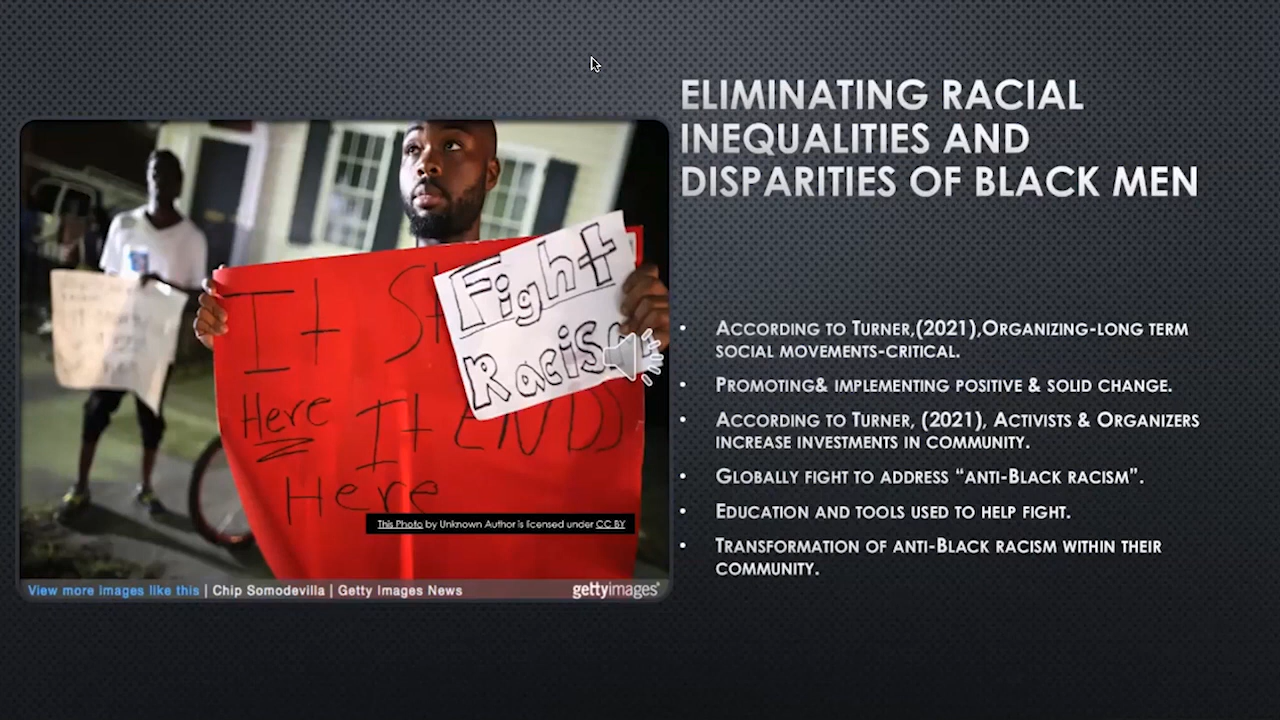 ELIMINATING RACIAL
INEQUALITIES AND
DISPARITIES OF BLACK MEN
It St
Fight
Racis
Here It ENDS
Here
This Photo by Unknown Author is licensed under CC BY
View more images like this | Chip Somodevilla | Getty Images News
gettyimages®
• ACCORDING TO TURNER,(2021),ORGANIZING-LONG TERM
SOCIAL MOVEMENTS-CRITICAL.
• PROMOTING& IMPLEMENTING POSITIVE & SOLID CHANGE.
• ACCORDING TO TURNER, (2021), ACTIVISTS & ORGANIZERS
INCREASE INVESTMENTS IN COMMUNITY.
• GLOBALLY FIGHT TO ADDRESS “ANTI-BLACK RACISM”.
• EDUCATION AND TOOLS USED TO HELP FIGHT.
• TRANSFORMATION OF ANTI-BLACK RACISM WITHIN THEIR
COMMUNITY.